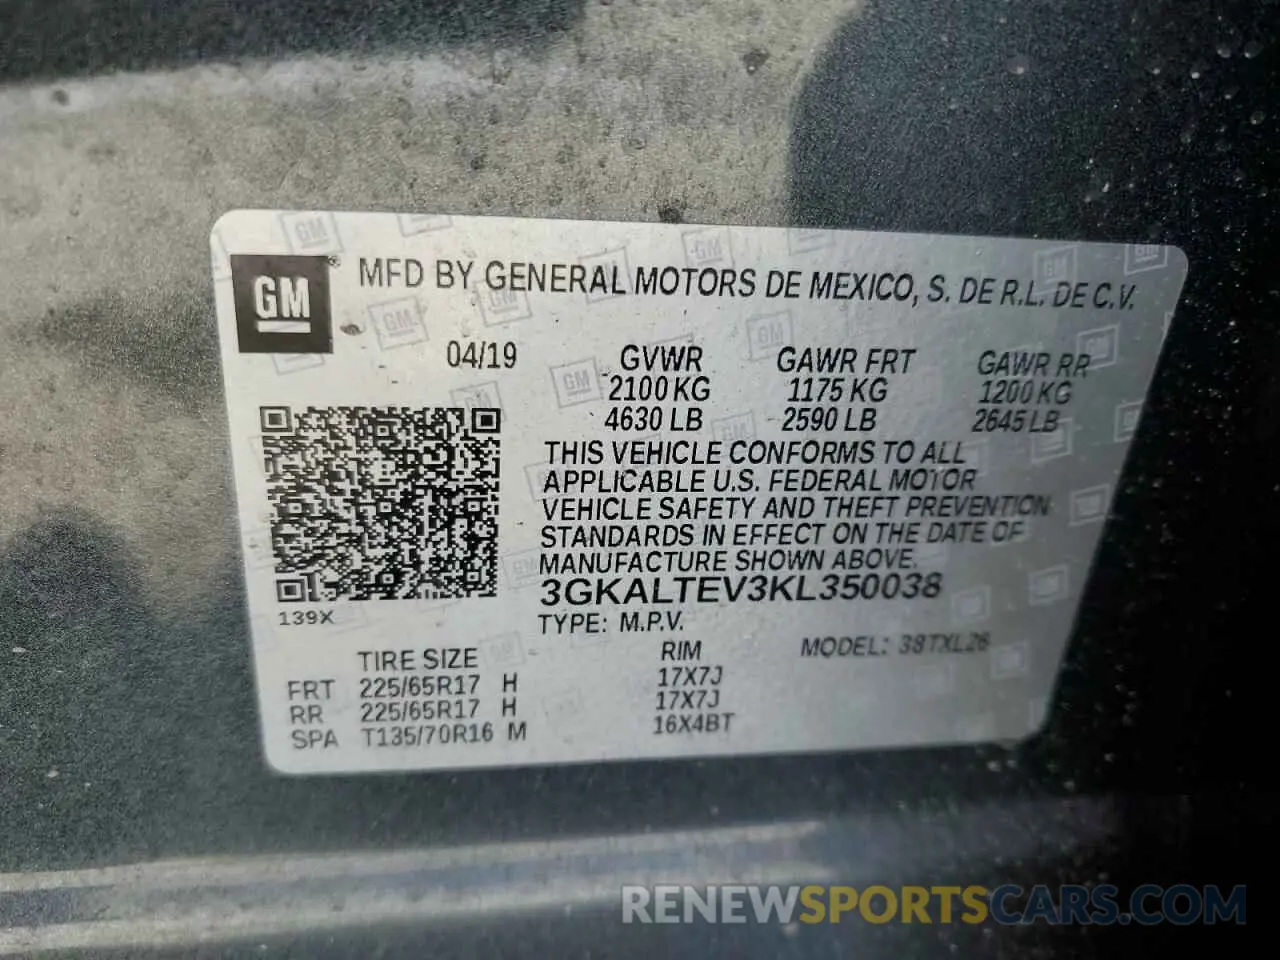 GM
MFD BY GENERAL MOTORS DE MEXICO, S. DE R.L. DE C.V.
04/19 GVWR GAWR FRT GAWR RR
2100 KG 1175 KG 1200 KG
4630 LB 2590 LB 2645 LB
THIS VEHICLE CONFORMS TO ALL
APPLICABLE U.S. FEDERAL MOTOR
VEHICLE SAFETY AND THEFT PREVENTION
STANDARDS IN EFFECT ON THE DATE OF
MANUFACTURE SHOWN ABOVE.
3GKALTEV3KL350038
139X
TYPE: M.P.V.
MODEL: 38TXL26
TIRE SIZE RIM
FRT 225/65R17 H 17X7J
RR 225/65R17 H 17X7J
SPA T135/70R16 M 16X4BT
RENEWSPORTSCARS.COM